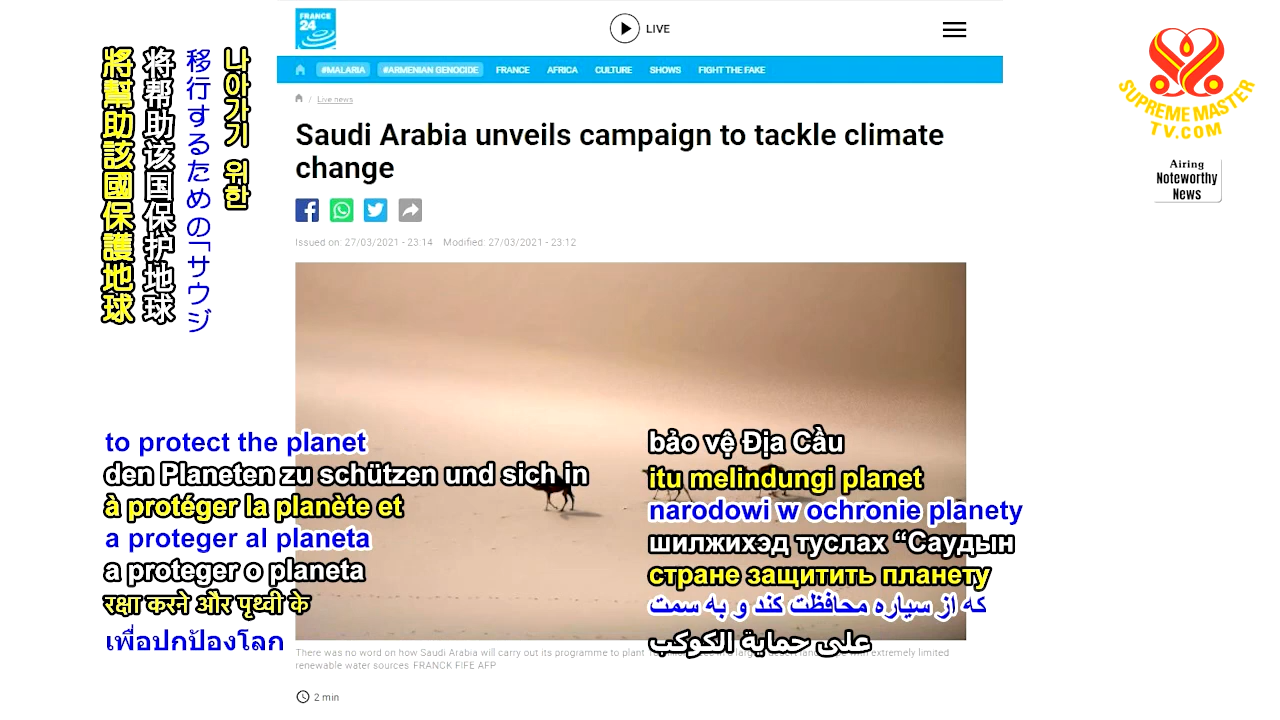 FRANCE
24
LIVE
#MALARIA
#ARMENIAN GENOCIDE
FRANCE
AFRICA
CULTURE
SHOWS
FIGHT THE FAKE
/ Live news
Saudi Arabia unveils campaign to tackle climate
change
Issued on: 27/03/2021 - 23:14 Modified: 27/03/2021 - 23:12
將幫助該國保護地球
将帮助该国保护地球
移行するための「サウジ
나아가기 위한
SUPREME MASTER
TV.COM
Airing
Noteworthy
News
to protect the planet
den Planeten zu schützen und sich in
à protéger la planète et
a proteger al planeta
a proteger o planeta
रक्षा करने और पृथ्वी के
เพื่อปกป้องโลก
bảo vệ Địa Cầu
itu melindungi planet
narodowi w ochronie planety
шилжихэд туслах “Саудын
стране защитить планету
که از سیاره محافظت کند و به سمت
على حماية الكوكب
There was no word on how Saudi Arabia will carry out its programme to plant with extremely limited
renewable water sources FRANCK FIFE AFP
2 min